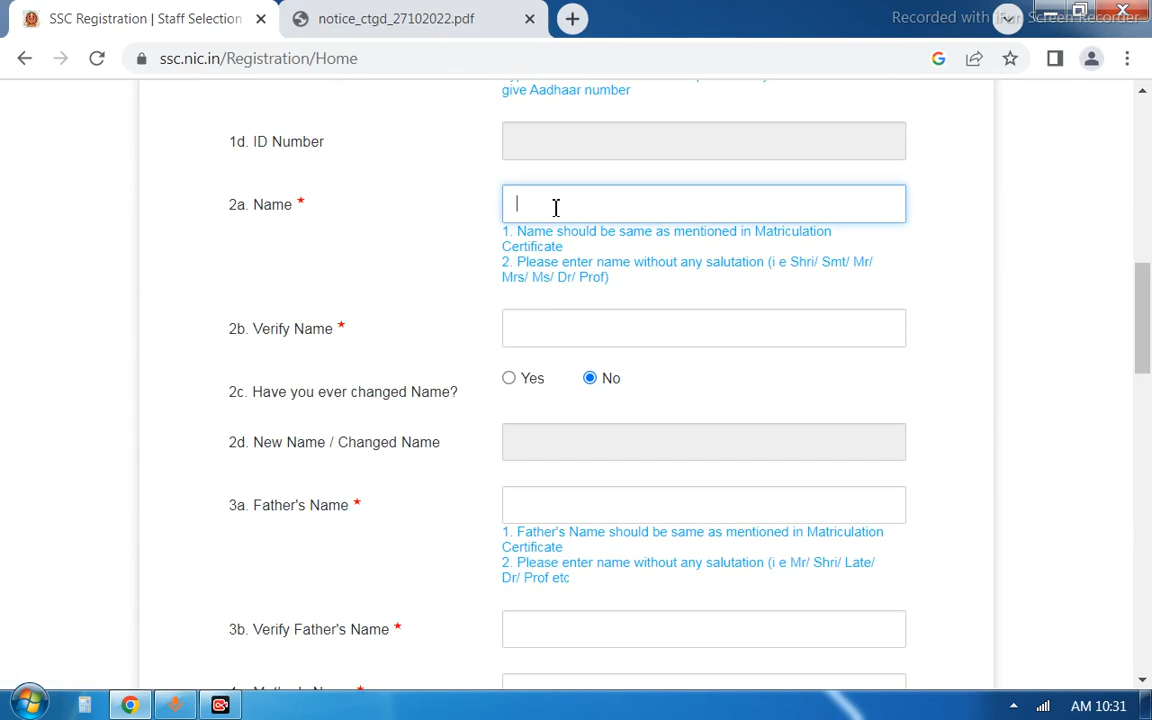 SSC Registration | Staff Selection
notice_ctgd_27102022.pdf
Recorded with iFun Screen Recorder
ssc.nic.in/Registration/Home
give Aadhaar number
1d. ID Number
2a. Name *
1. Name should be same as mentioned in Matriculation
Certificate
2. Please enter name without any salutation (i e Shri/ Smt/ Mr/
Mrs/ Ms/ Dr/ Prof)
2b. Verify Name *
Yes No
2c. Have you ever changed Name?
2d. New Name / Changed Name
3a. Father's Name *
1. Father's Name should be same as mentioned in Matriculation
Certificate
2. Please enter name without any salutation (i e Mr/ Shri/ Late/
Dr/ Prof etc
3b. Verify Father's Name *
AM 10:31